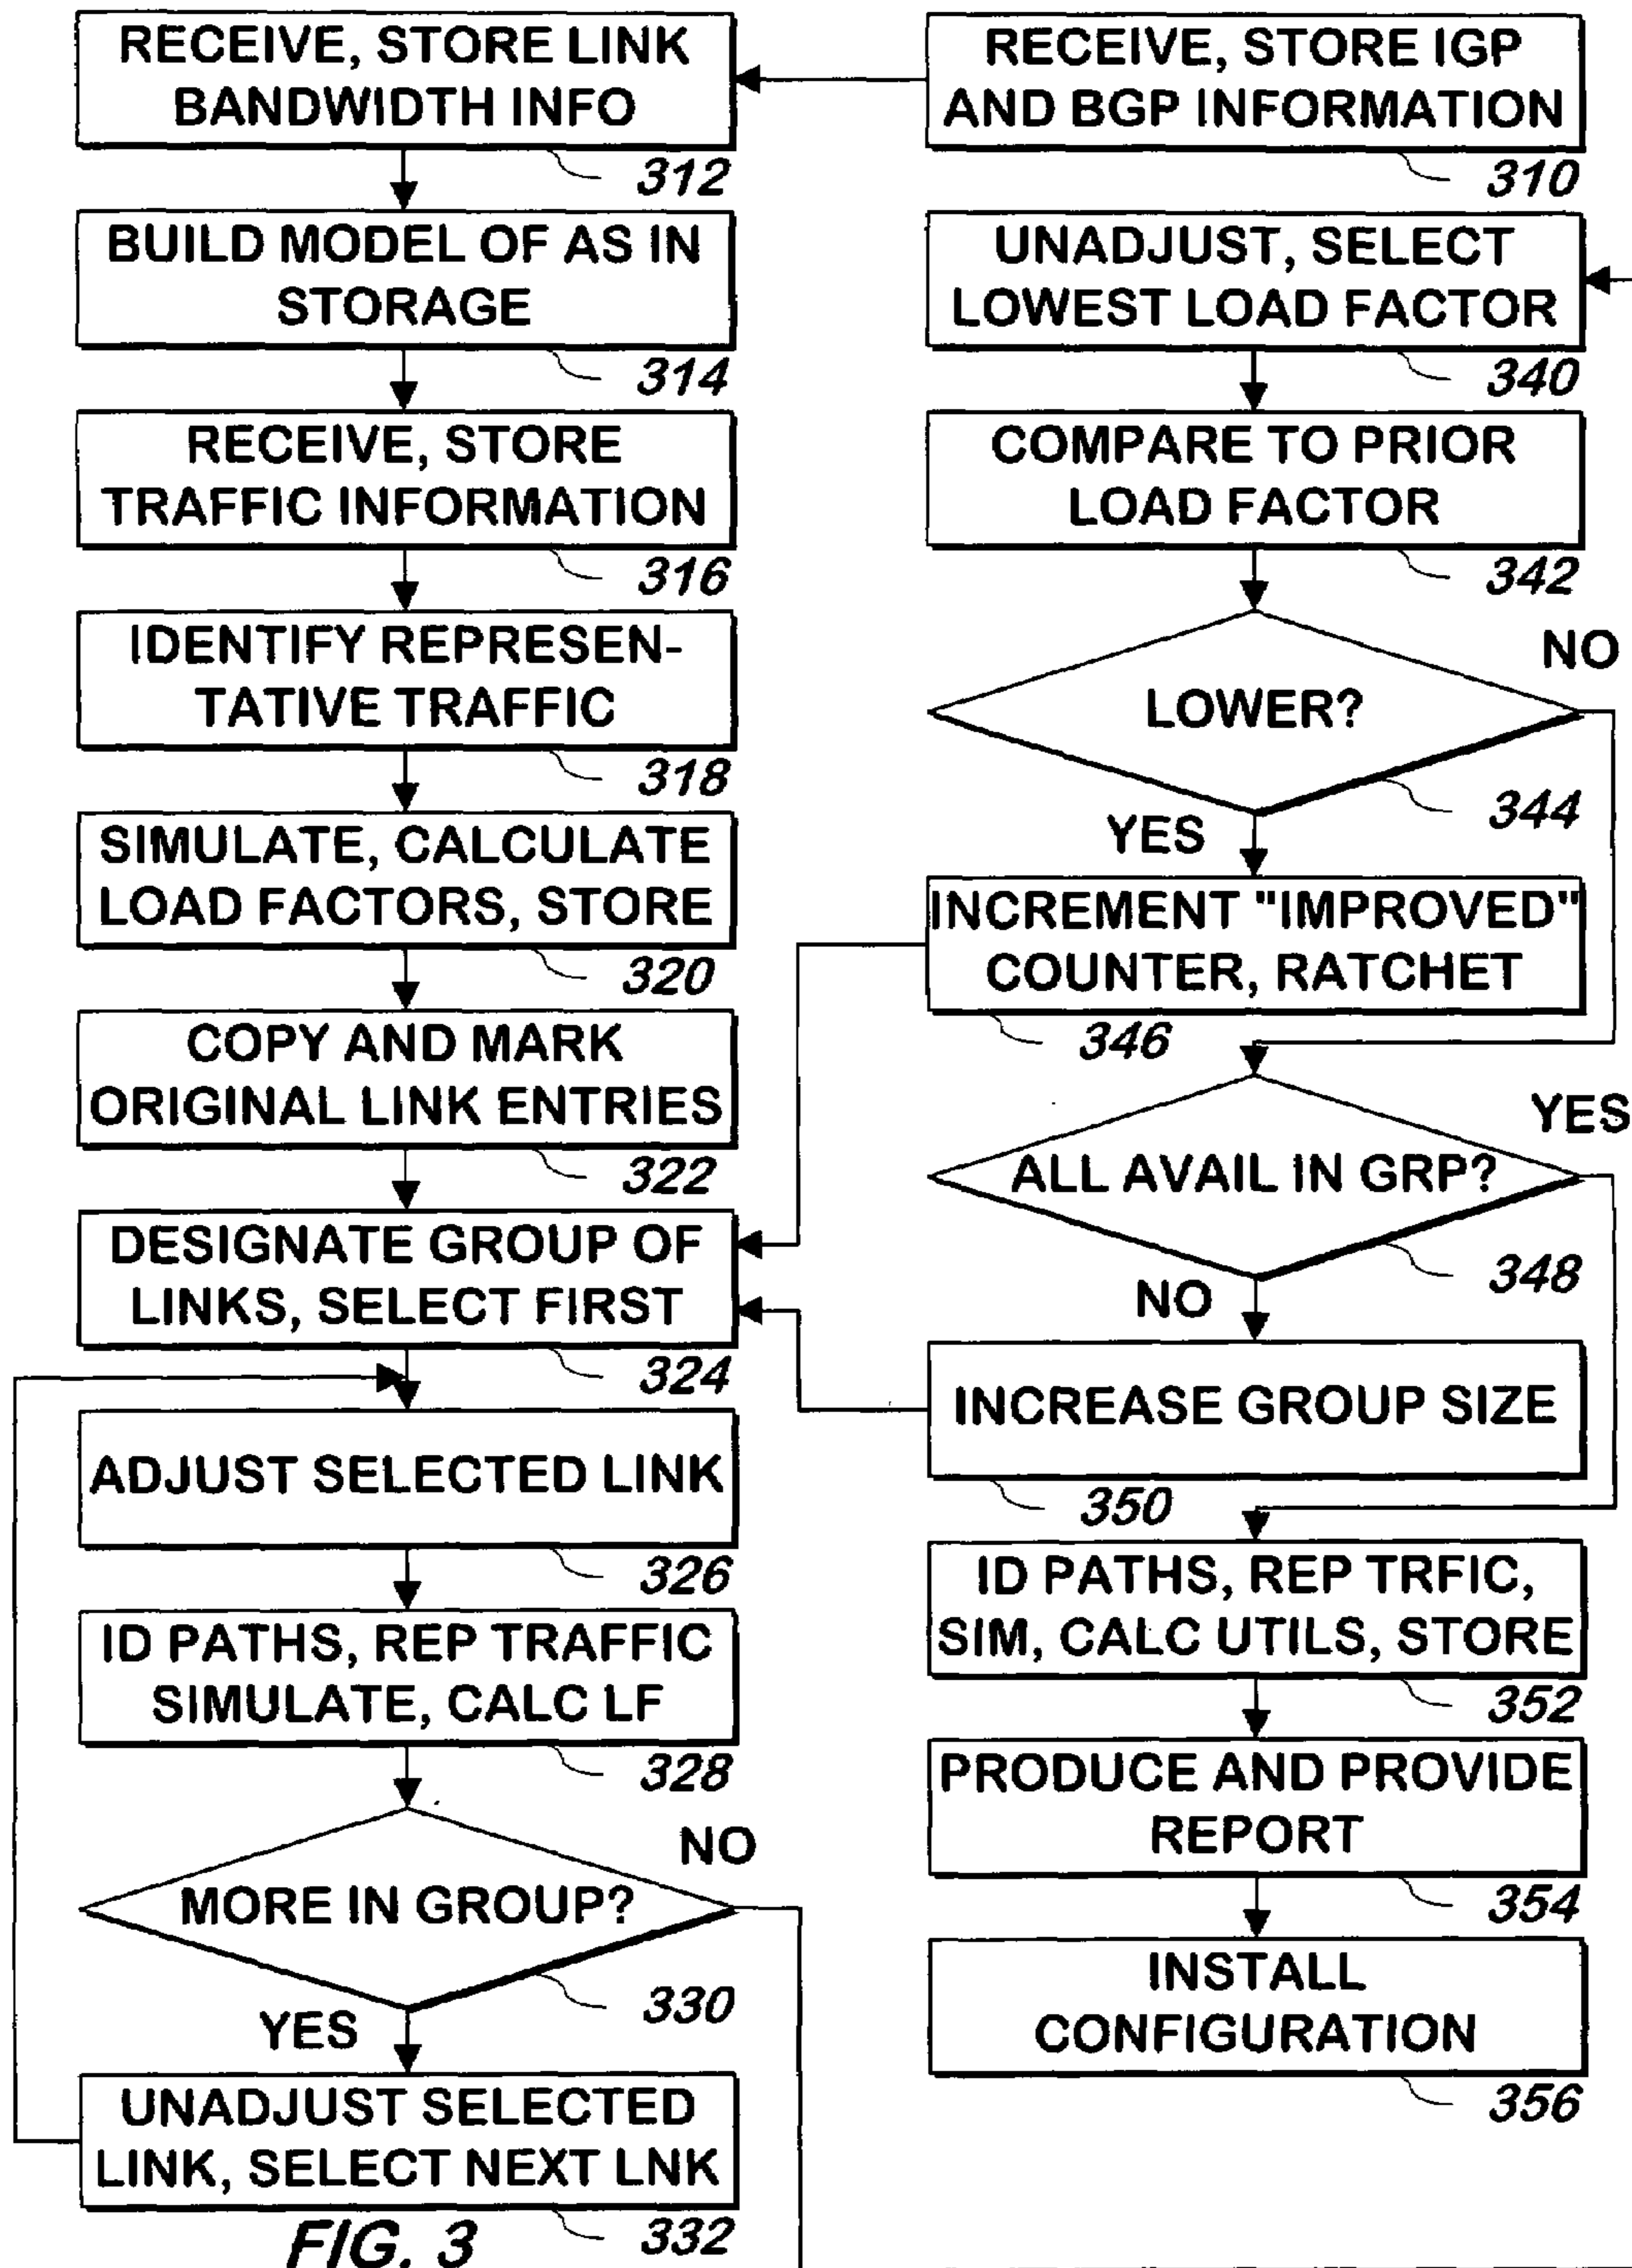 RECEIVE, STORE LINK
BANDWIDTH INFO
312
BUILD MODEL OF AS IN
STORAGE
314
RECEIVE, STORE
TRAFFIC INFORMATION
316
IDENTIFY REPRESEN-
TATIVE TRAFFIC
318
SIMULATE, CALCULATE
LOAD FACTORS, STORE
320
COPY AND MARK
ORIGINAL LINK ENTRIES
322
DESIGNATE GROUP OF
LINKS, SELECT FIRST
324
ADJUST SELECTED LINK
326
ID PATHS, REP TRAFFIC
SIMULATE, CALC LF
328
NO
MORE IN GROUP?
330
YES
UNADJUST SELECTED
LINK, SELECT NEXT LNK
332
FIG. 3
RECEIVE, STORE IGP
AND BGP INFORMATION
310
UNADJUST, SELECT
LOWEST LOAD FACTOR
340
COMPARE TO PRIOR
LOAD FACTOR
342
NO
LOWER?
344
YES
INCREMENT "IMPROVED"
COUNTER, RATCHET
346
YES
ALL AVAIL IN GRP?
348
NO
INCREASE GROUP SIZE
350
ID PATHS, REP TRFIC,
SIM, CALC UTILS, STORE
352
PRODUCE AND PROVIDE
REPORT
354
INSTALL
CONFIGURATION
356